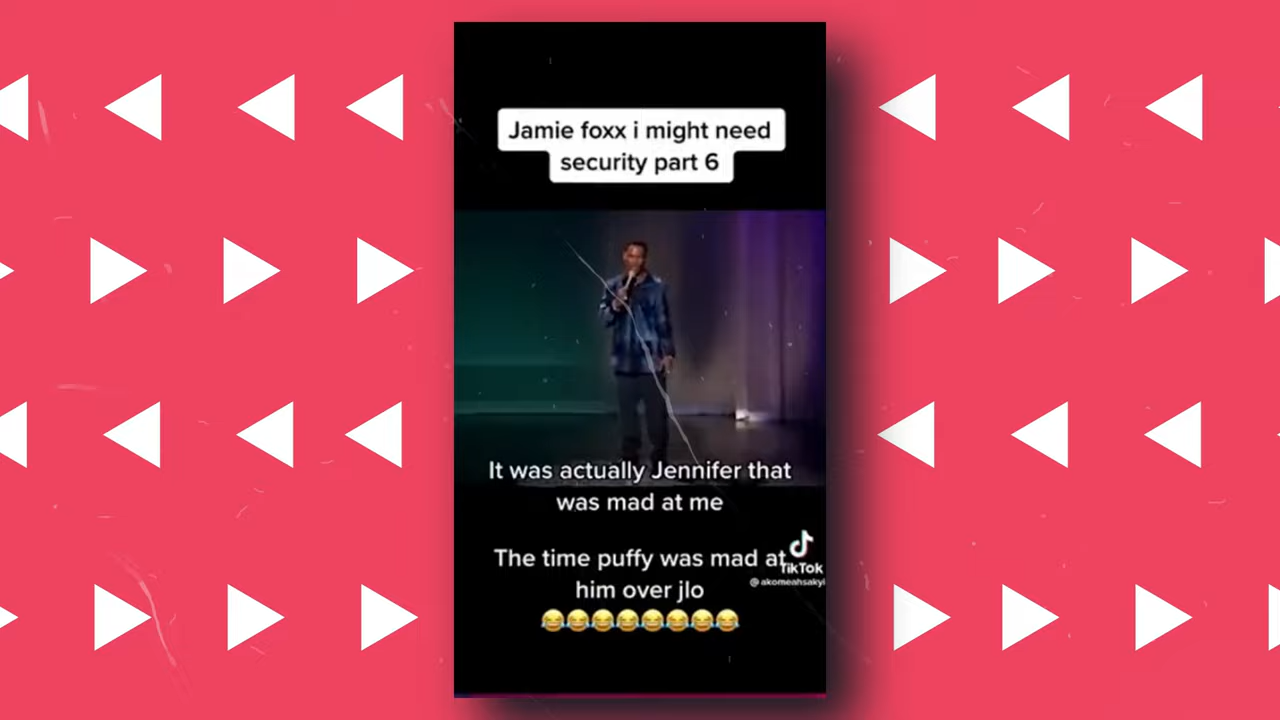 Jamie foxx i might need
security part 6
It was actually Jennifer that
was mad at me
The time puffy was mad at
him over jlo
😂😂😂😂😂😂😂😂
TikTok
@akomeahsakyi